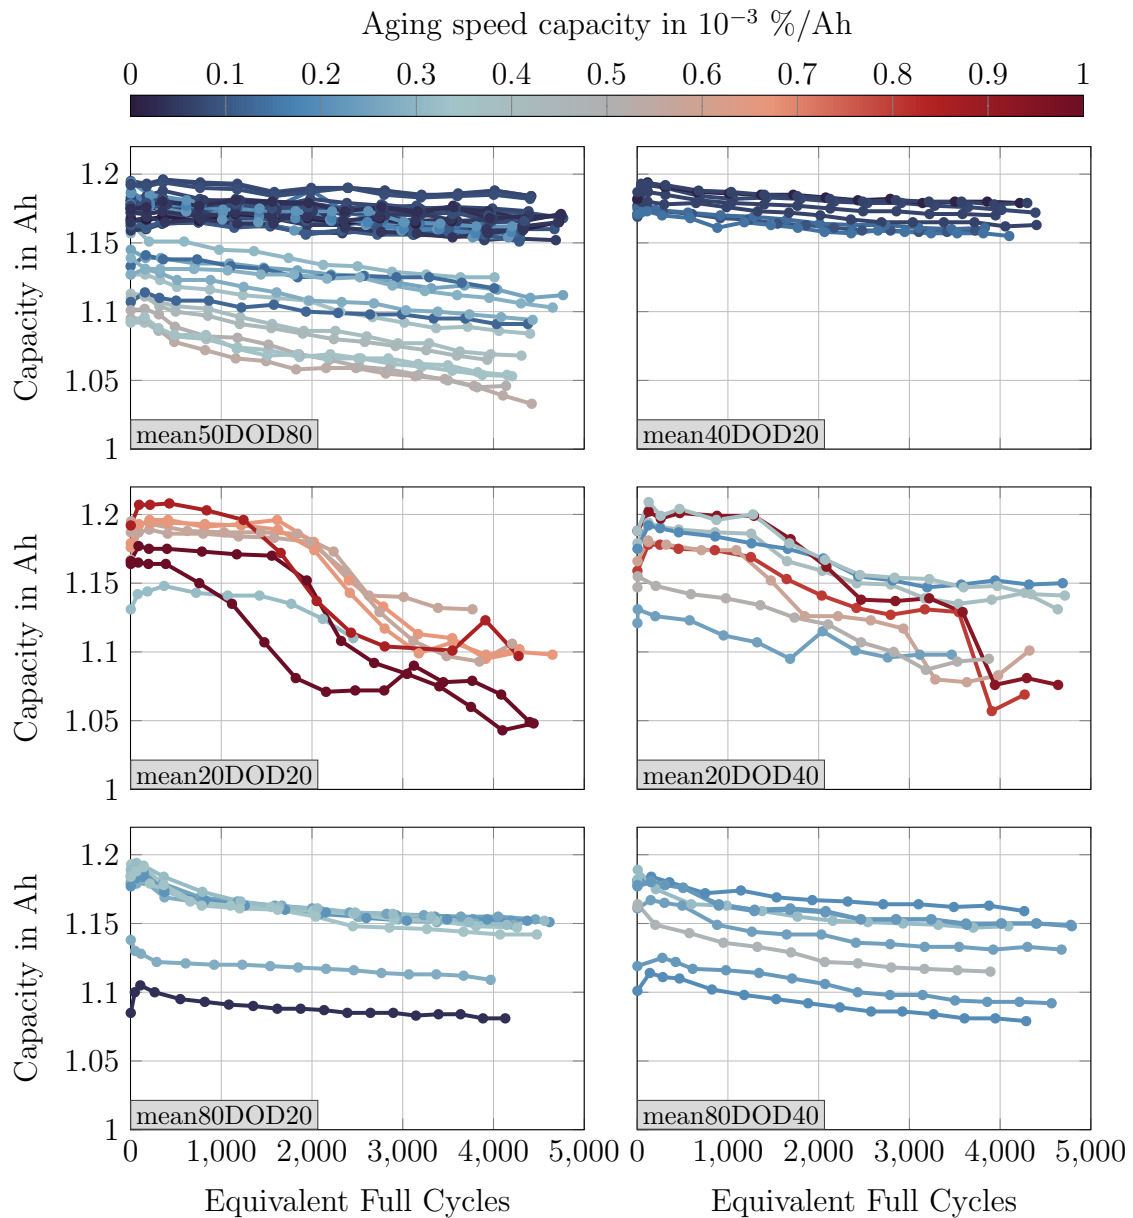 Aging speed capacity in 10⁻³ %/Ah
0 0.1 0.2 0.3 0.4 0.5 0.6 0.7 0.8 0.9 1
Capacity in Ah
1.2
1.15
1.1
1.05
1
mean50DOD80
mean40DOD20
Capacity in Ah
1.2
1.15
1.1
1.05
1
mean20DOD20
mean20DOD40
Capacity in Ah
1.2
1.15
1.1
1.05
1
mean80DOD20
mean80DOD40
0 1,000 2,000 3,000 4,000 5,000
0 1,000 2,000 3,000 4,000 5,000
Equivalent Full Cycles
Equivalent Full Cycles